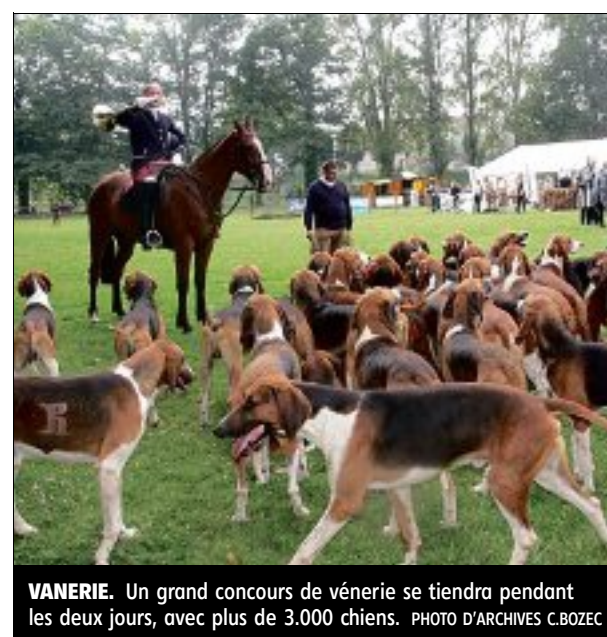 VANERIE. Un grand concours de vénerie se tiendra pendant
les deux jours, avec plus de 3.000 chiens. PHOTO D'ARCHIVES C.BOZEC